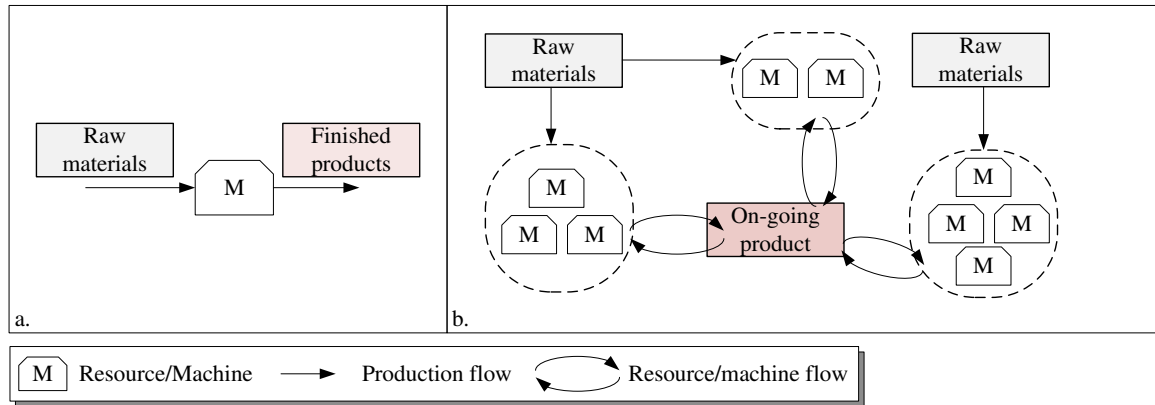 Raw
materials
M
Finished
products
a.
Raw
materials
M M
Raw
materials
M
M M
On-going
product
M
M M
M
b.
M Resource/Machine Production flow Resource/machine flow